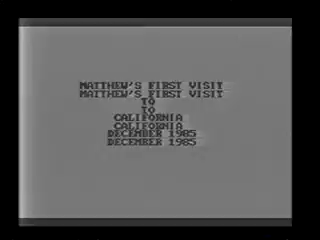 MATTHEW'S FIRST VISIT
MATTHEW'S FIRST VISIT
TO
TO
CALIFORNIA
CALIFORNIA
DECEMBER 1985
DECEMBER 1985